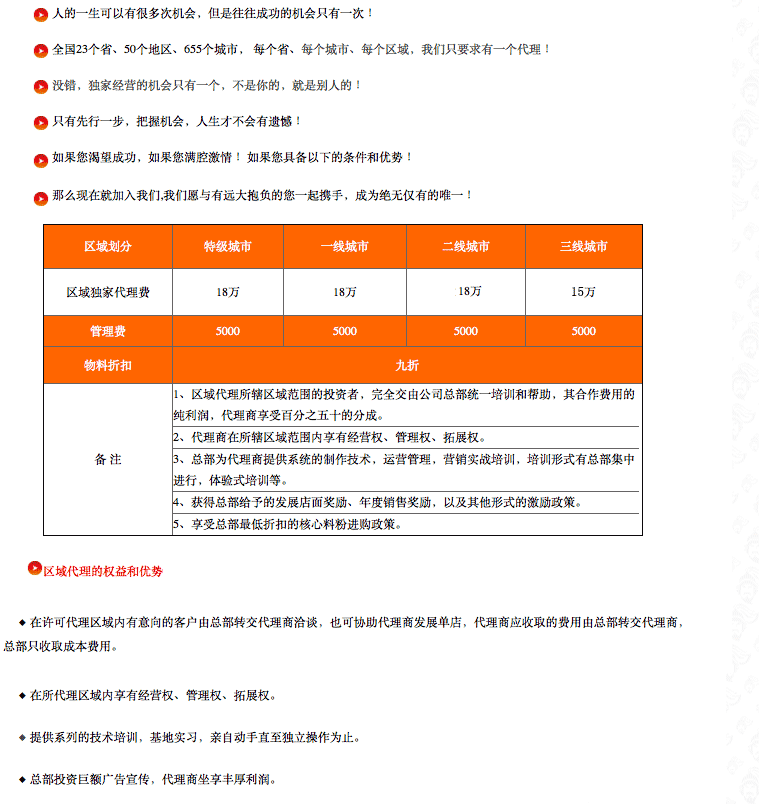 人的一生可以有很多次机会，但是往往成功的机会只有一次！
全国23个省、50个地区、655个城市， 每个省、每个城市、每个区域，我们只要求有一个代理！
没错，独家经营的机会只有一个，不是你的，就是别人的！
只有先行一步，把握机会，人生才不会有遗憾！
如果您渴望成功，如果您满腔激情！ 如果您具备以下的条件和优势！
那么现在就加入我们,我们愿与有远大抱负的您一起携手，成为绝无仅有的唯一！
区域划分 特级城市 一线城市 二线城市 三线城市
区域独家代理费 18万 18万 18万 15万
管理费 5000 5000 5000 5000
物料折扣 九折
备 注
1、区域代理所辖区域范围的投资者，完全交由公司总部统一培训和帮助，其合作费用的
纯利润，代理商享受百分之五十的分成。
2、代理商在所辖区域范围内享有经营权、管理权、拓展权。
3、总部为代理商提供系统的制作技术，运营管理，营销实战培训，培训形式有总部集中
进行，体验式培训等。
4、获得总部给予的发展店面奖励、年度销售奖励，以及其他形式的激励政策。
5、享受总部最低折扣的核心料粉进购政策。
区域代理的权益和优势
◆ 在许可代理区域内有意向的客户由总部转交代理商洽谈，也可协助代理商发展单店，代理商应收取的费用由总部转交代理商，
总部只收取成本费用。
◆ 在所代理区域内享有经营权、管理权、拓展权。
◆ 提供系列的技术培训，基地实习，亲自动手直至独立操作为止。
◆ 总部投资巨额广告宣传，代理商坐享丰厚利润。